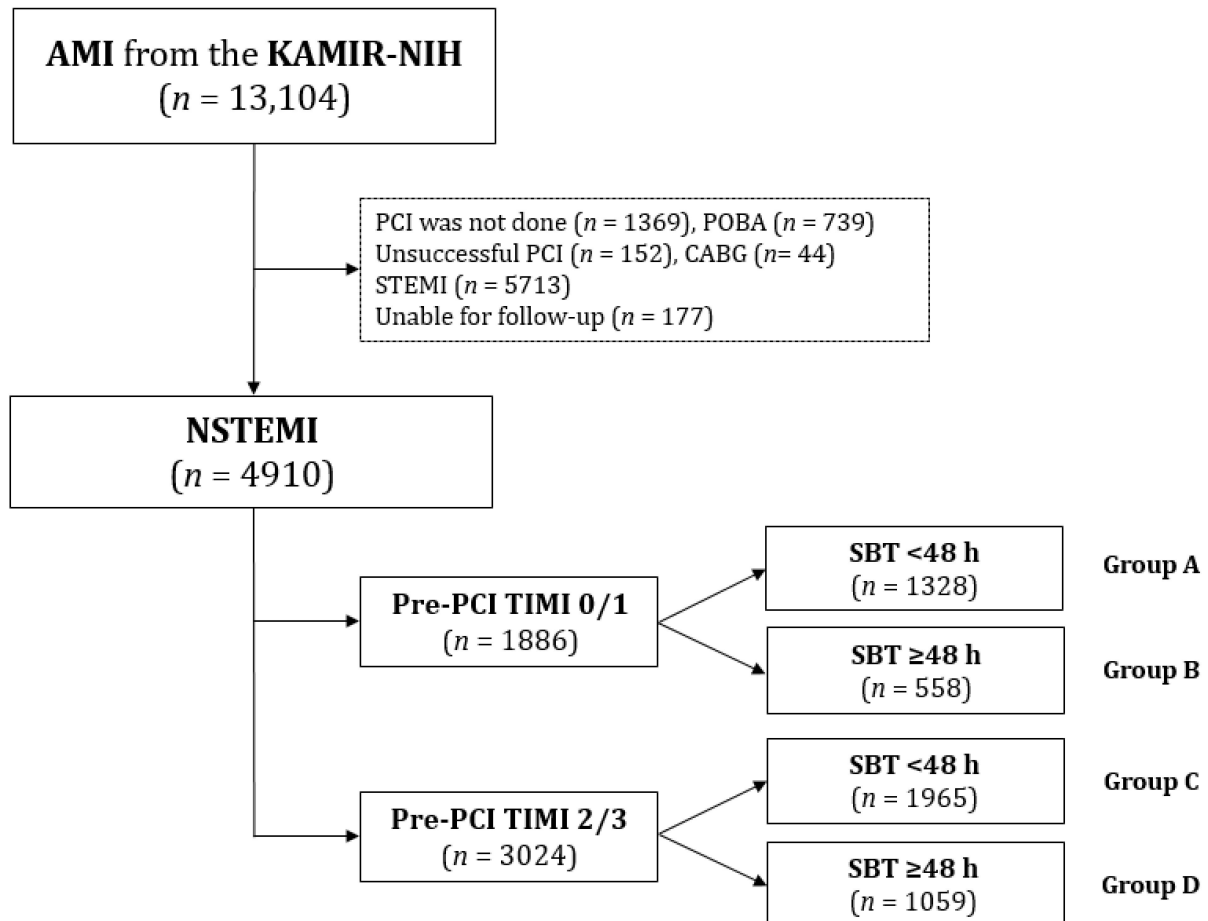 AMI from the KAMIR-NIH
(n = 13,104)
PCI was not done (n = 1369), POBA (n = 739)
Unsuccessful PCI (n = 152), CABG (n= 44)
STEMI (n = 5713)
Unable for follow-up (n = 177)
NSTEMI
(n = 4910)
Pre-PCI TIMI 0/1
(n = 1886)
SBT <48 h
(n = 1328)
Group A
SBT ≥48 h
(n = 558)
Group B
Pre-PCI TIMI 2/3
(n = 3024)
SBT <48 h
(n = 1965)
Group C
SBT ≥48 h
(n = 1059)
Group D